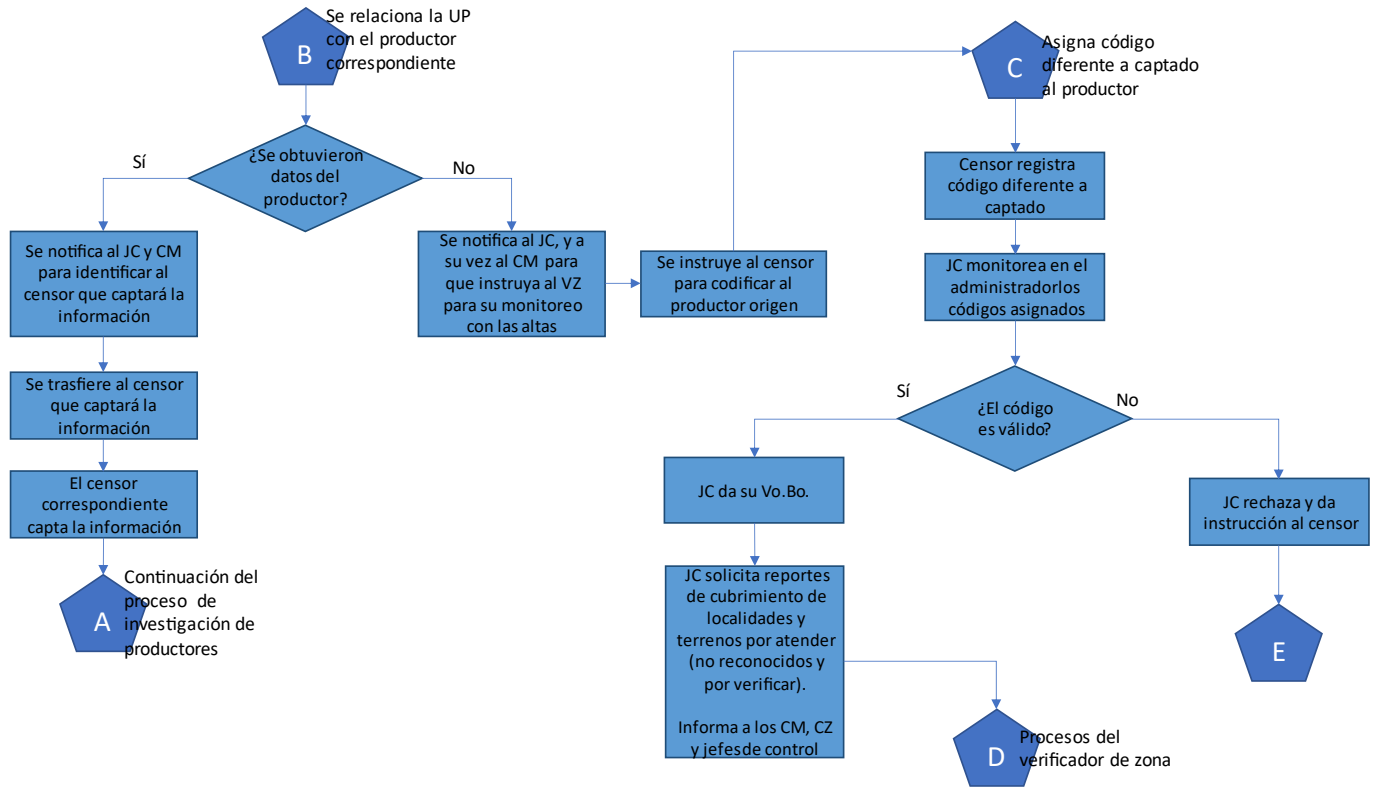 B
Se relaciona la UP
con el productor
correspondiente
¿Se obtuvieron
datos del
productor?
Sí
No
Se notifica al JC y CM
para identificar al
censor que captará la
información
Se trasfiere al censor
que captará la
información
El censor
correspondiente
capta la información
A
Continuación del
proceso de
investigación de
productores
Se notifica al JC, y a
su vez al CM para
que instruya al VZ
para su monitoreo
con las altas
Se instruye al censor
para codificar al
productor origen
C
Asigna código
diferente a captado
al productor
Censor registra
código diferente a
captado
JC monitorea en el
administradorlos
códigos asignados
¿El código
es válido?
Sí
No
JC da su Vo.Bo.
JC solicita reportes
de cubrimiento de
localidades y
terrenos por atender
(no reconocidos y
por verificar).
Informa a los CM, CZ
y jefesde control
D
Procesos del
verificador de zona
JC rechaza y da
instrucción al censor
E